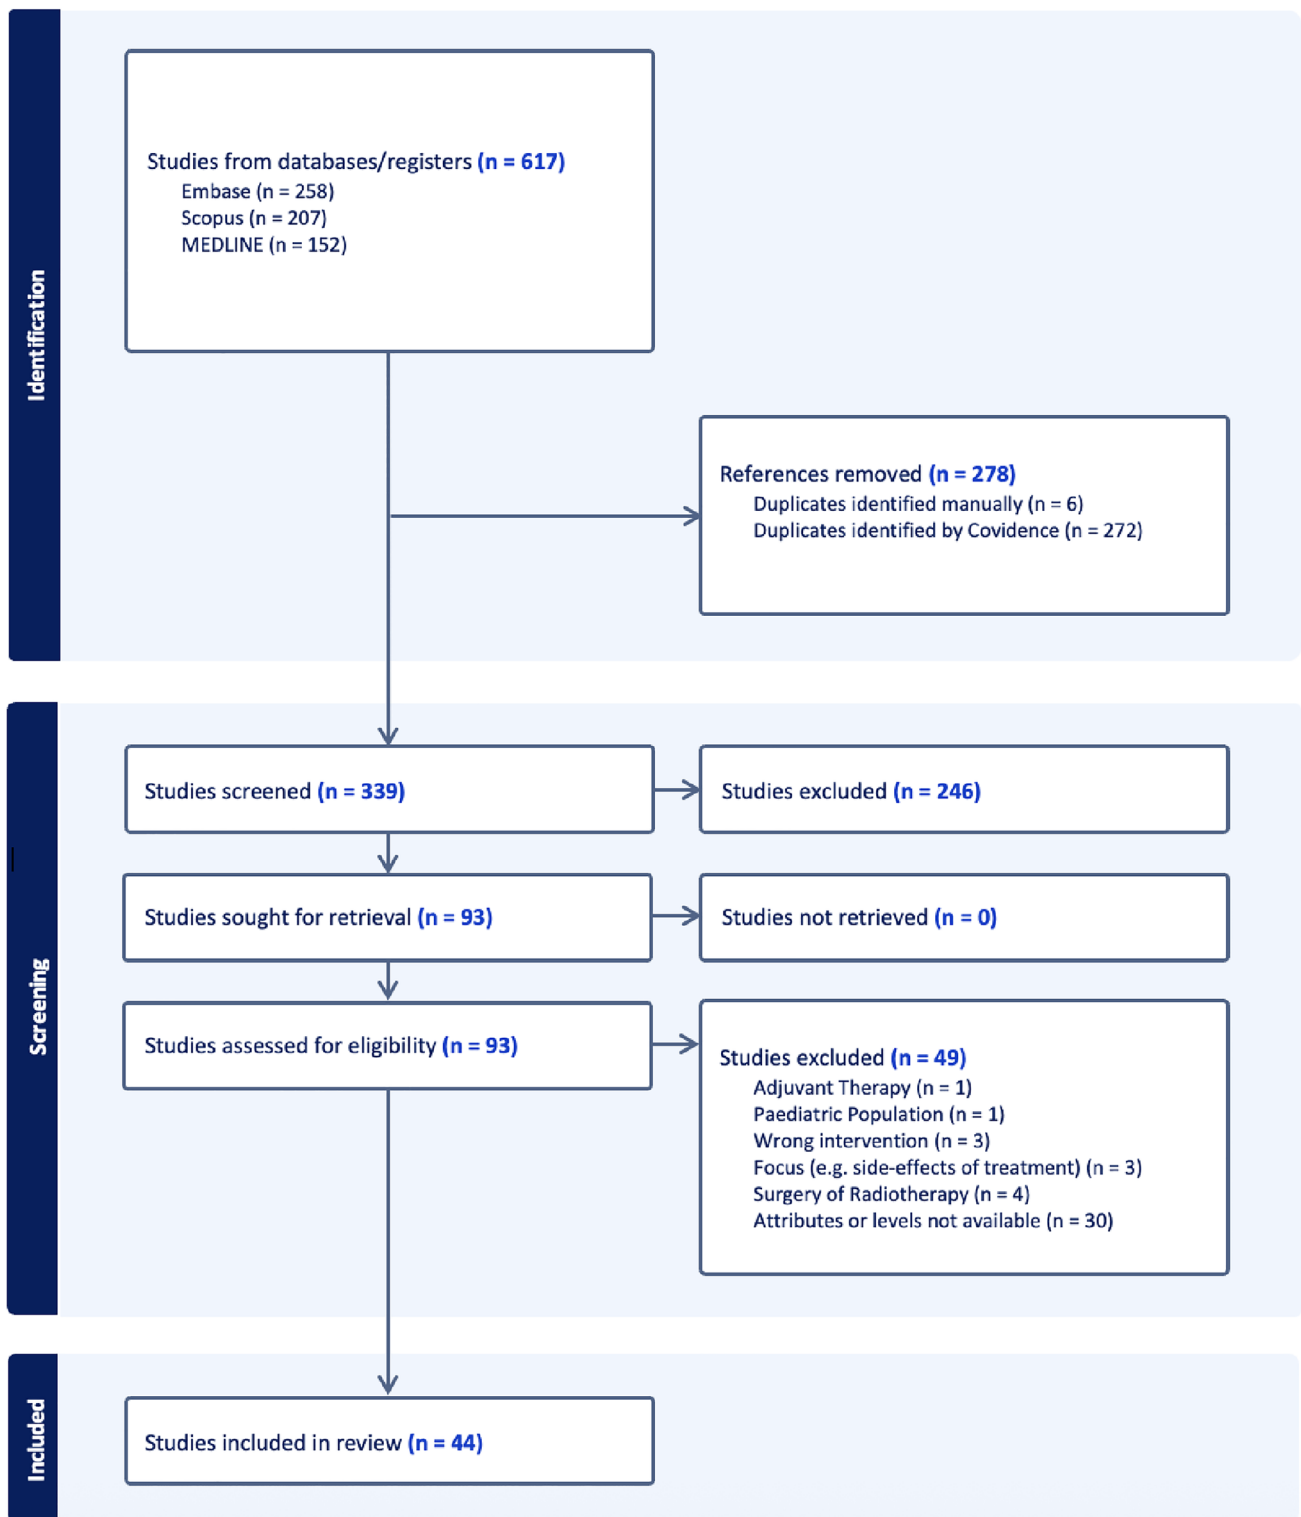 Identification
Studies from databases/registers (n = 617)
Embase (n = 258)
Scopus (n = 207)
MEDLINE (n = 152)
References removed (n = 278)
Duplicates identified manually (n = 6)
Duplicates identified by Covidence (n = 272)
Screening
Studies screened (n = 339)
Studies excluded (n = 246)
Studies sought for retrieval (n = 93)
Studies not retrieved (n = 0)
Studies assessed for eligibility (n = 93)
Studies excluded (n = 49)
Adjuvant Therapy (n = 1)
Paediatric Population (n = 1)
Wrong intervention (n = 3)
Focus (e.g. side-effects of treatment) (n = 3)
Surgery of Radiotherapy (n = 4)
Attributes or levels not available (n = 30)
Included
Studies included in review (n = 44)